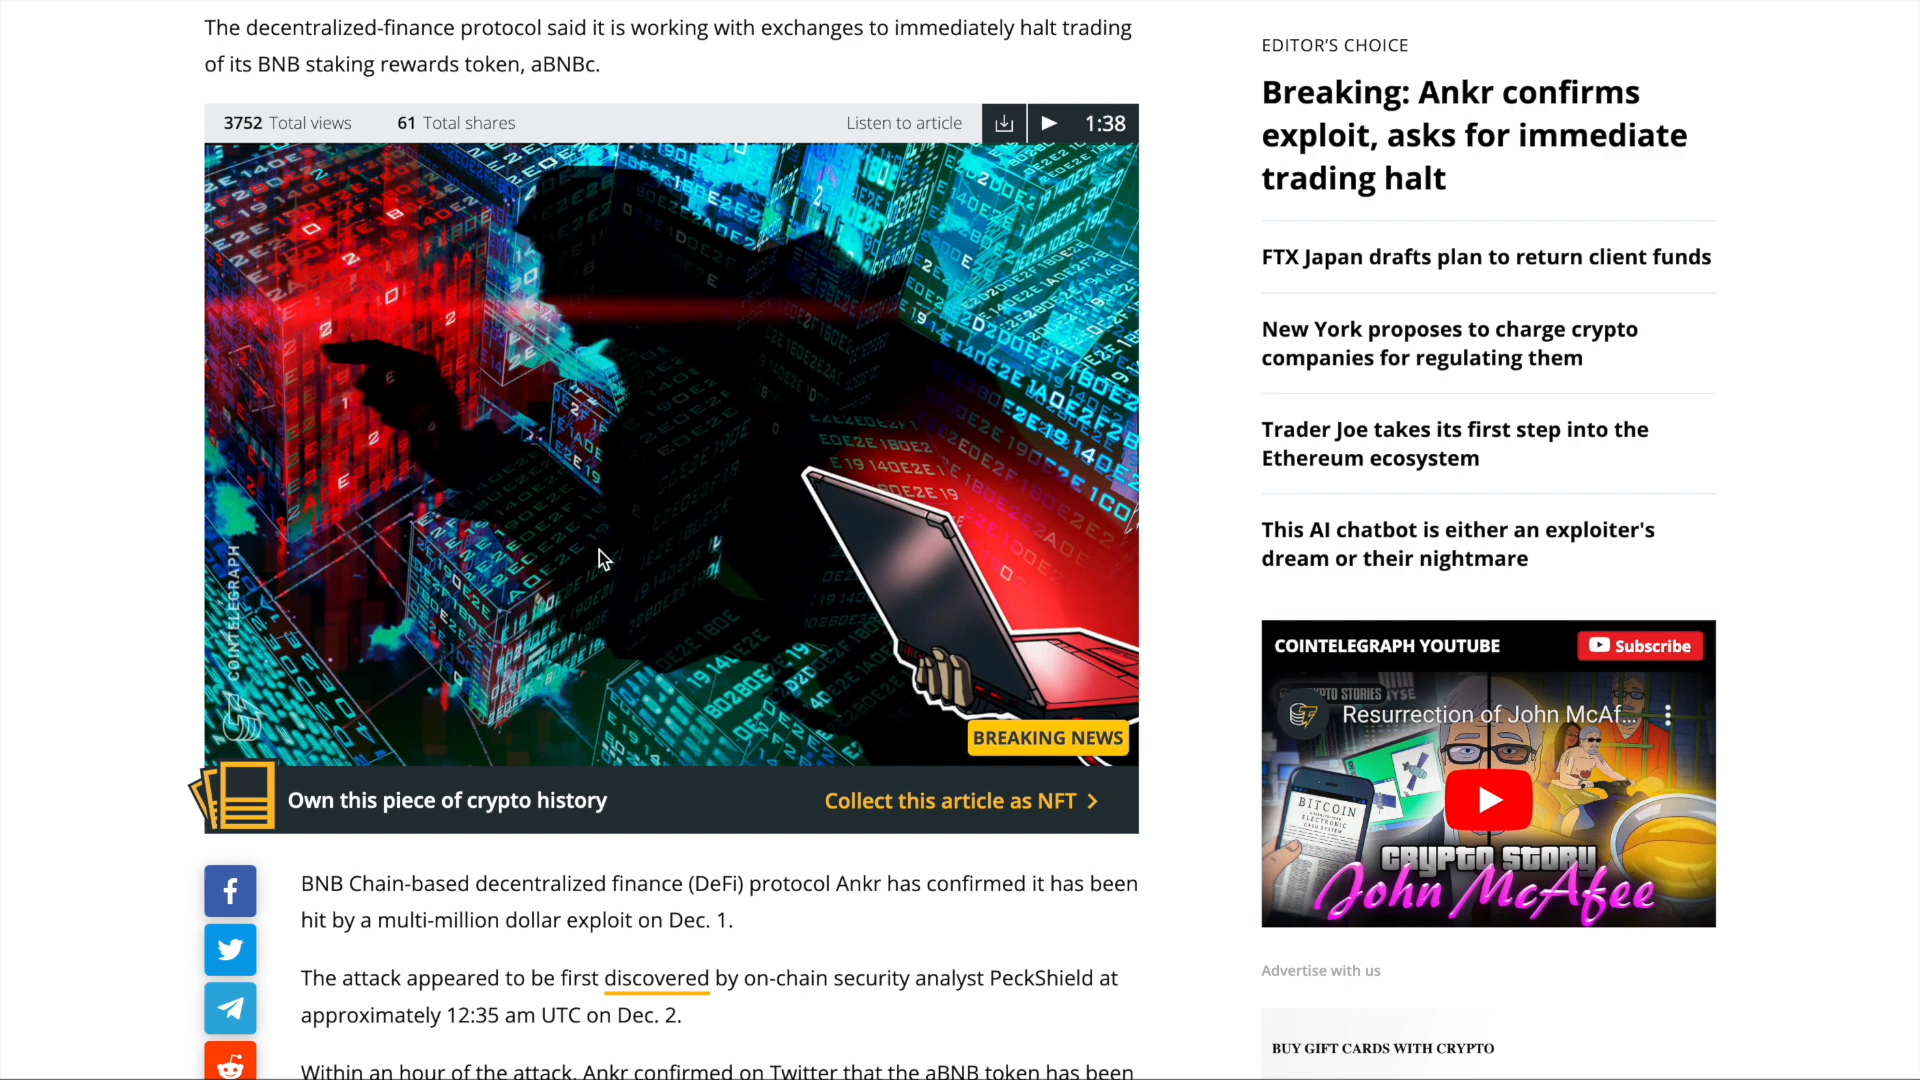 The decentralized-finance protocol said it is working with exchanges to immediately halt trading
of its BNB staking rewards token, aBNBc.
3752 Total views 61 Total shares Listen to article 1:38
COINTELEGRAPH
BREAKING NEWS
Own this piece of crypto history Collect this article as NFT
BNB Chain-based decentralized finance (DeFi) protocol Ankr has confirmed it has been
hit by a multi-million dollar exploit on Dec. 1.
The attack appeared to be first discovered by on-chain security analyst PeckShield at
approximately 12:35 am UTC on Dec. 2.
Within an hour of the attack, Ankr confirmed on Twitter that the aBNB token has been
EDITOR'S CHOICE
Breaking: Ankr confirms
exploit, asks for immediate
trading halt
FTX Japan drafts plan to return client funds
New York proposes to charge crypto
companies for regulating them
Trader Joe takes its first step into the
Ethereum ecosystem
This AI chatbot is either an exploiter's
dream or their nightmare
COINTELEGRAPH YOUTUBE Subscribe
Resurrection of John McAf...
BITCOIN
CRYPTO STORY
John McAfee
Advertise with us
BUY GIFT CARDS WITH CRYPTO